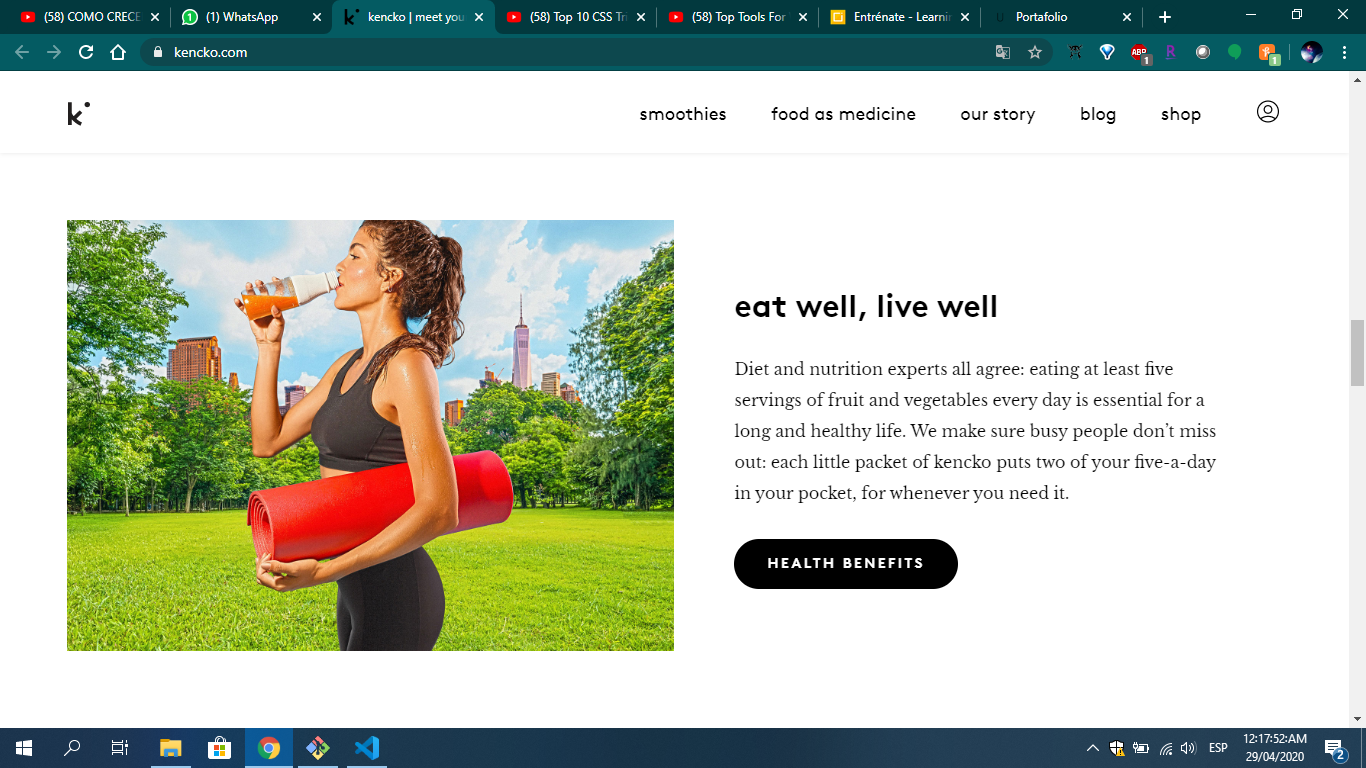 (58) COMO CRECE
(1) WhatsApp
kencko | meet you
(58) Top 10 CSS Tri
(58) Top Tools For
Entrénate - Learnin
Portafolio
kencko.com
ABP
1
R
1
k
smoothies
food as medicine
our story
blog
shop
eat well, live well
Diet and nutrition experts all agree: eating at least five
servings of fruit and vegetables every day is essential for a
long and healthy life. We make sure busy people don’t miss
out: each little packet of kencko puts two of your five-a-day
in your pocket, for whenever you need it.
HEALTH BENEFITS
ESP
12:17:52:AM
29/04/2020
2